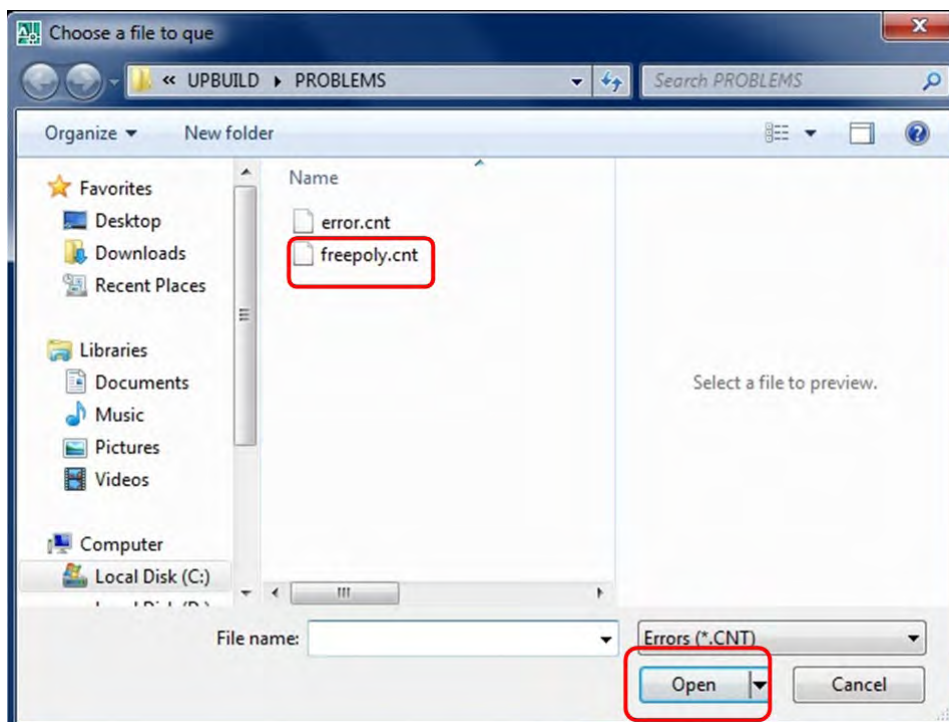 Choose a file to que
« UPBUILD ▸ PROBLEMS
Search PROBLEMS
Organize
New folder
Favorites
Desktop
Downloads
Recent Places
Libraries
Documents
Music
Pictures
Videos
Computer
Local Disk (C:)
Name
error.cnt
freepoly.cnt
Select a file to preview.
File name:
Errors (*.CNT)
Open
Cancel